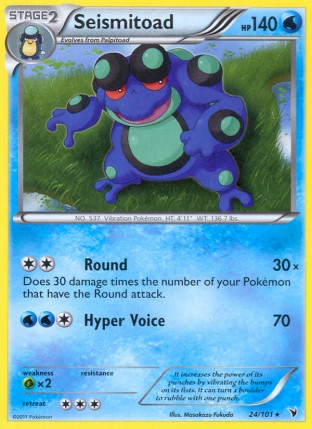 STAGE2 Seismitoad HP140
Evolves from Palpitoad
NO. 537. Vibration Pokémon. HT. 4'11" WT. 136.7 lbs.
Round 30×
Does 30 damage times the number of your Pokémon
that have the Round attack.
Hyper Voice 70
weakness resistance
×2
retreat
It increases the power of its
punches by vibrating the bumps
on its fists. It can turn a boulder
to rubble with one punch.
©2011 Pokémon Illus. Masakazu Fukuda 24/101 ★